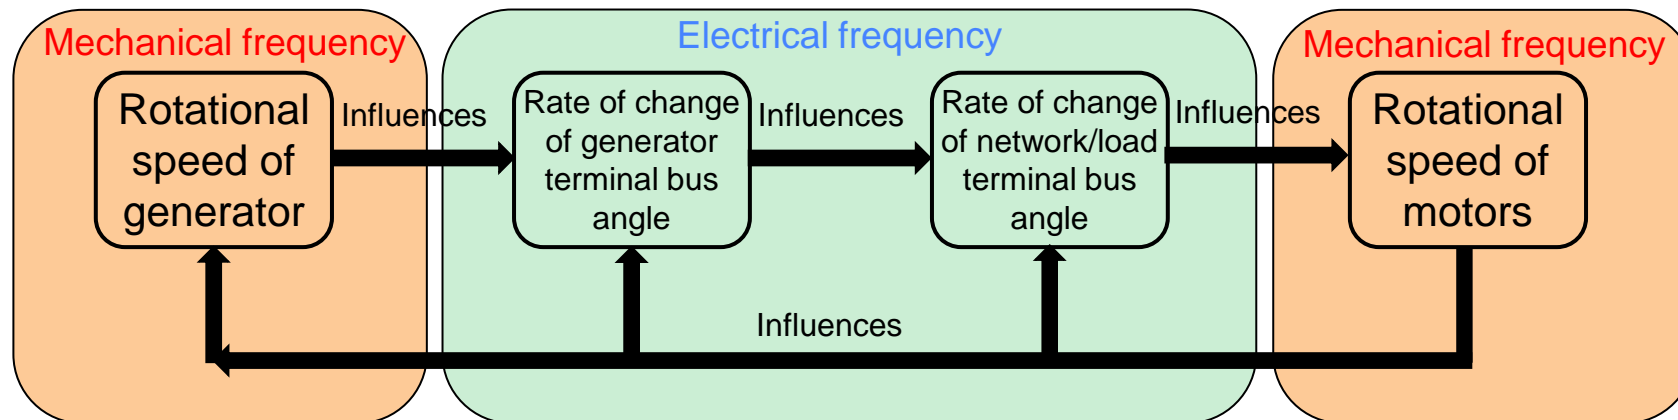 Mechanical frequency
Rotational
speed of
generator
Influences
Electrical frequency
Rate of change
of generator
terminal bus
angle
Influences
Rate of change
of network/load
terminal bus
angle
Influences
Mechanical frequency
Rotational
speed of
motors
Influences